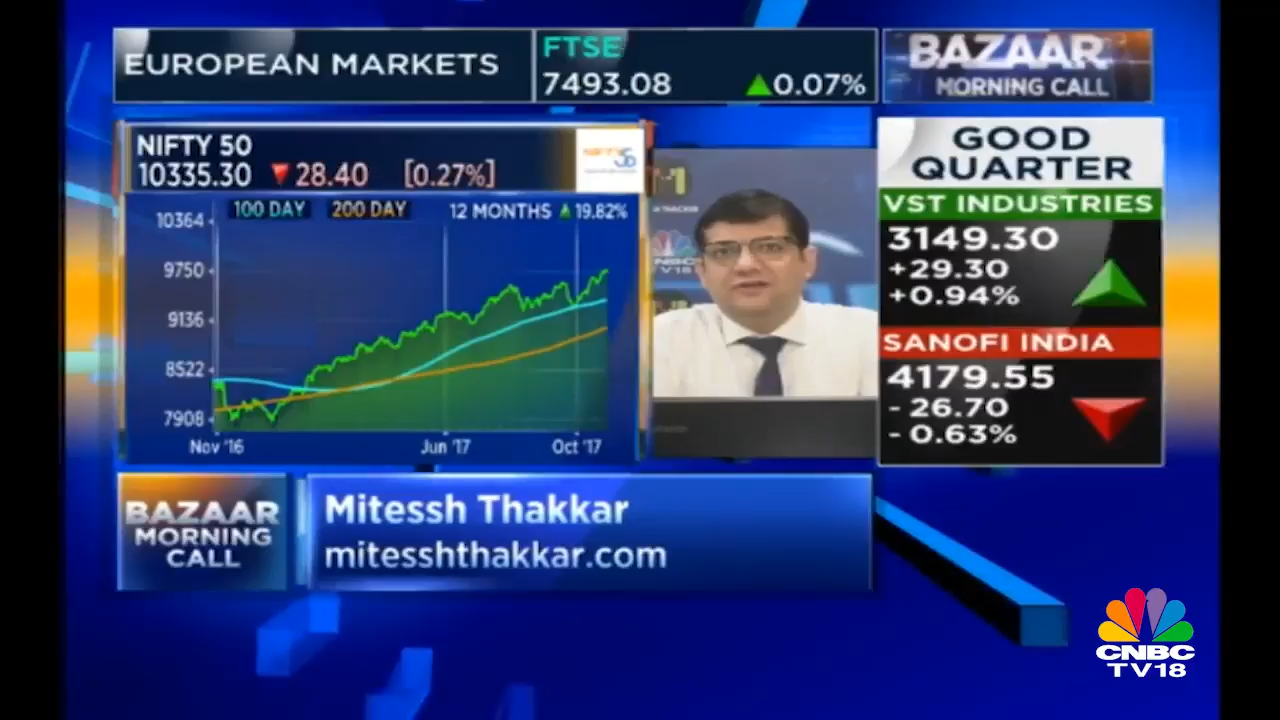 EUROPEAN MARKETS
FTSE
7493.08 ▲0.07%
BAZAAR
MORNING CALL
NIFTY 50
10335.30 ▼28.40 [0.27%]
100 DAY 200 DAY 12 MONTHS ▲19.82%
10364
9750
9136
8522
7908
Nov '16 Jun '17 Oct '17
GOOD
QUARTER
VST INDUSTRIES
3149.30
+29.30
+0.94%
SANOFI INDIA
4179.55
- 26.70
- 0.63%
BAZAAR
MORNING
CALL
Mitessh Thakkar
mitesshthakkar.com
CNBC
TV18